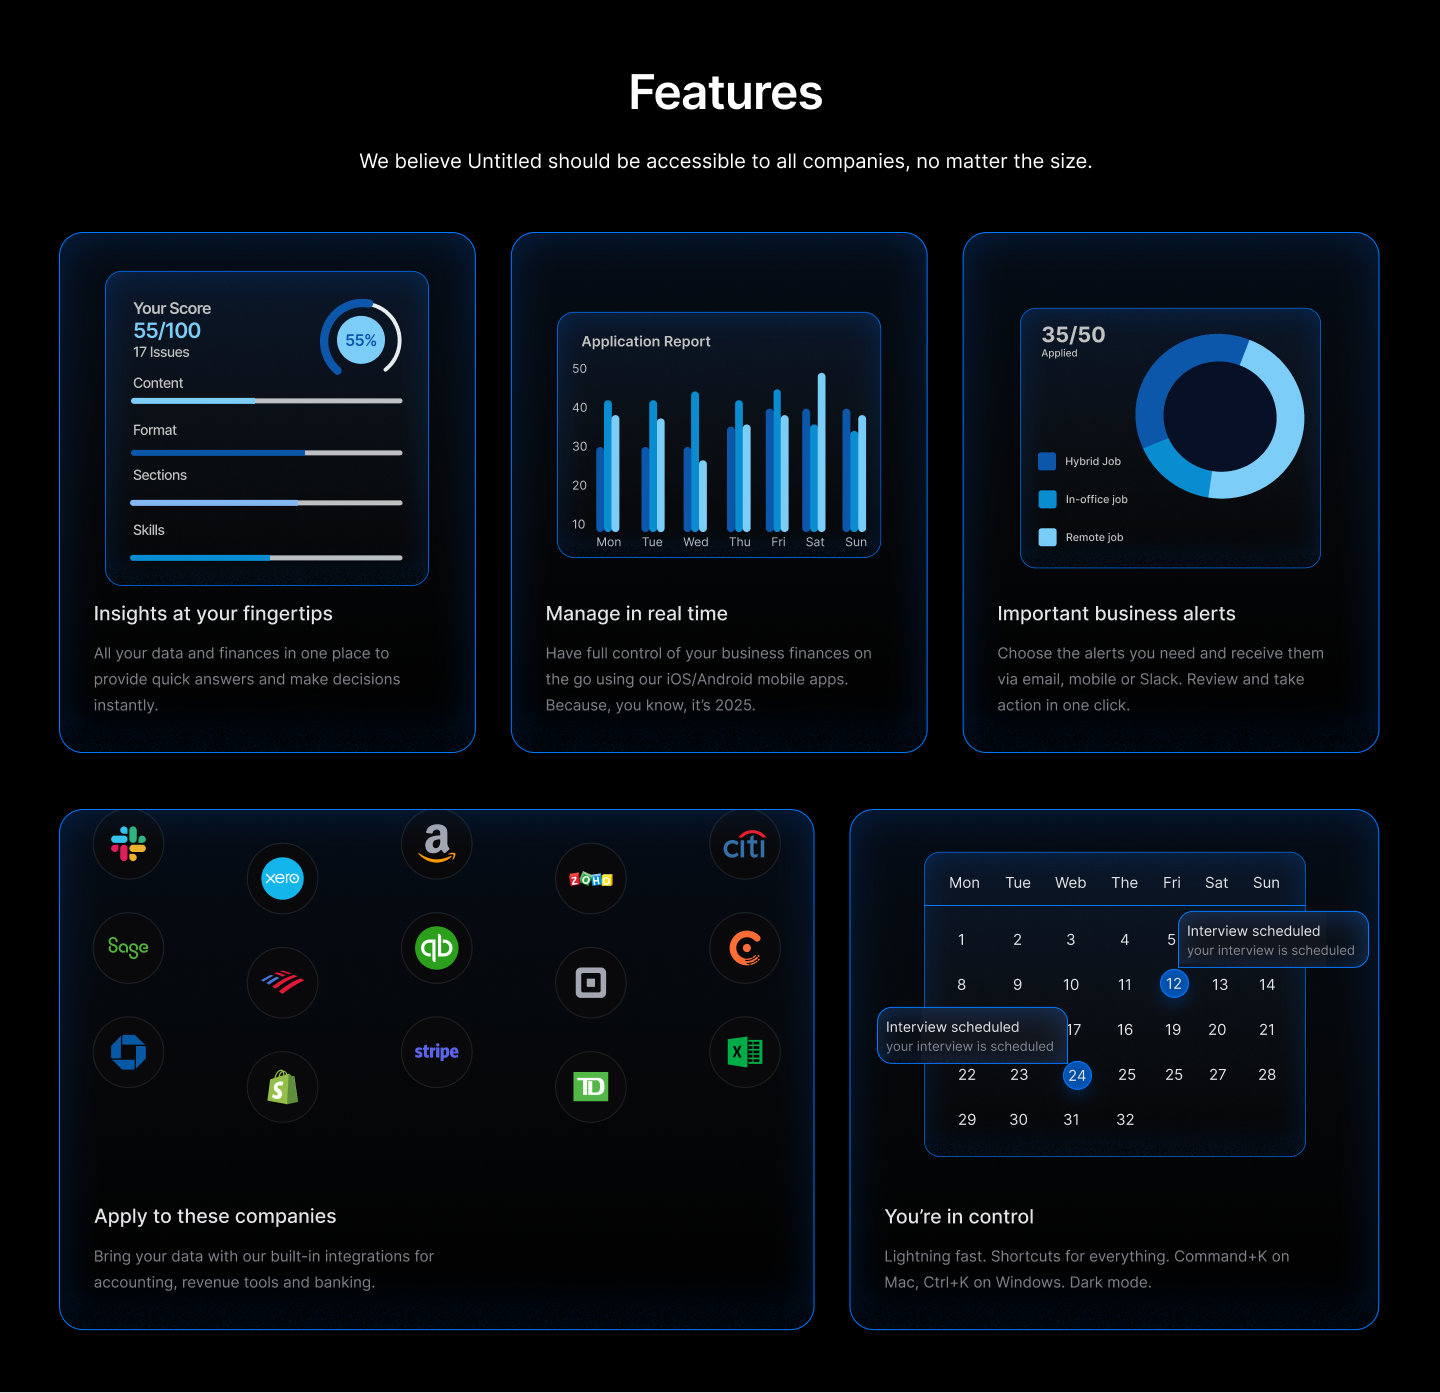 Features
We believe Untitled should be accessible to all companies, no matter the size.
Your Score
55/100
17 Issues
55%
Content
Format
Sections
Skills
Insights at your fingertips
All your data and finances in one place to
provide quick answers and make decisions
instantly.
Application Report
50
40
30
20
10
Mon Tue Wed Thu Fri Sat Sun
Manage in real time
Have full control of your business finances on
the go using our iOS/Android mobile apps.
Because, you know, it’s 2025.
35/50
Applied
Hybrid Job
In-office job
Remote job
Important business alerts
Choose the alerts you need and receive them
via email, mobile or Slack. Review and take
action in one click.
a
citi
xero
ZOHO
Sage
qb
stripe
X
S
TD
Apply to these companies
Bring your data with our built-in integrations for
accounting, revenue tools and banking.
Mon Tue Web The Fri Sat Sun
1 2 3 4 5
Interview scheduled
your interview is scheduled
8 9 10 11 12 13 14
Interview scheduled
your interview is scheduled
17 16 19 20 21
22 23 24 25 25 27 28
29 30 31 32
You’re in control
Lightning fast. Shortcuts for everything. Command+K on
Mac, Ctrl+K on Windows. Dark mode.